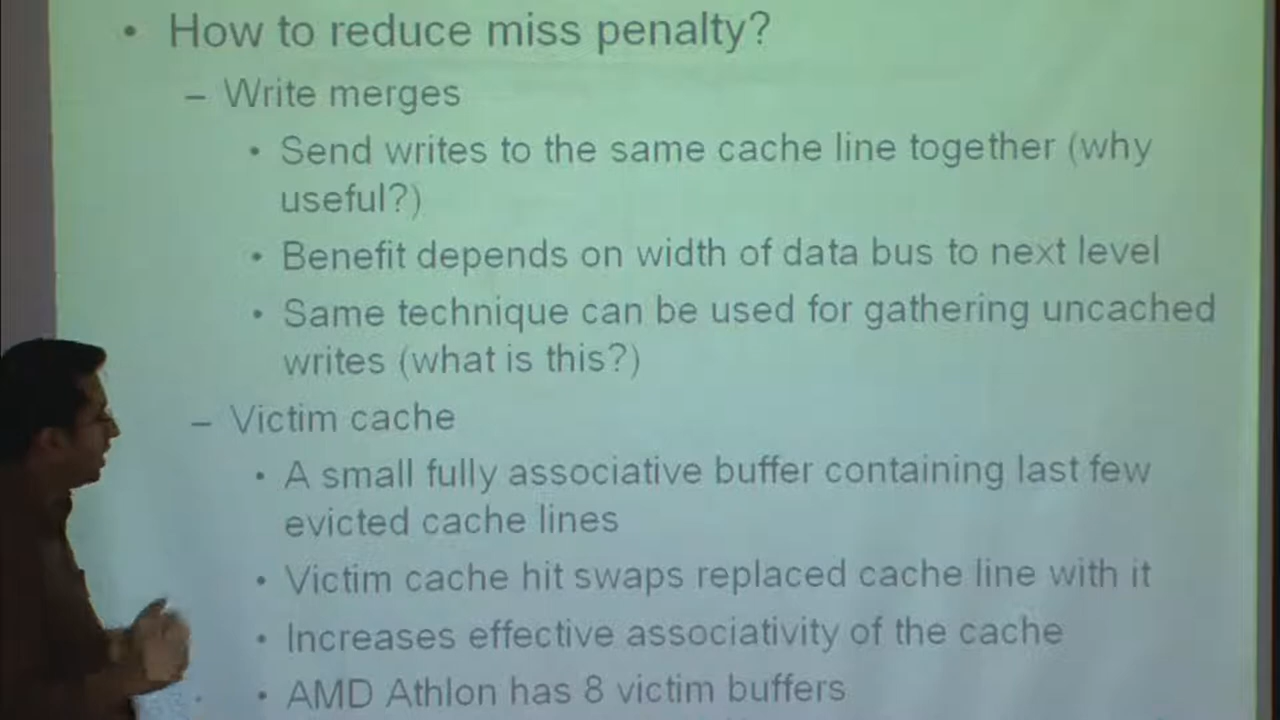 • How to reduce miss penalty?
– Write merges
• Send writes to the same cache line together (why
useful?)
• Benefit depends on width of data bus to next level
• Same technique can be used for gathering uncached
writes (what is this?)
– Victim cache
• A small fully associative buffer containing last few
evicted cache lines
• Victim cache hit swaps replaced cache line with it
• Increases effective associativity of the cache
• AMD Athlon has 8 victim buffers